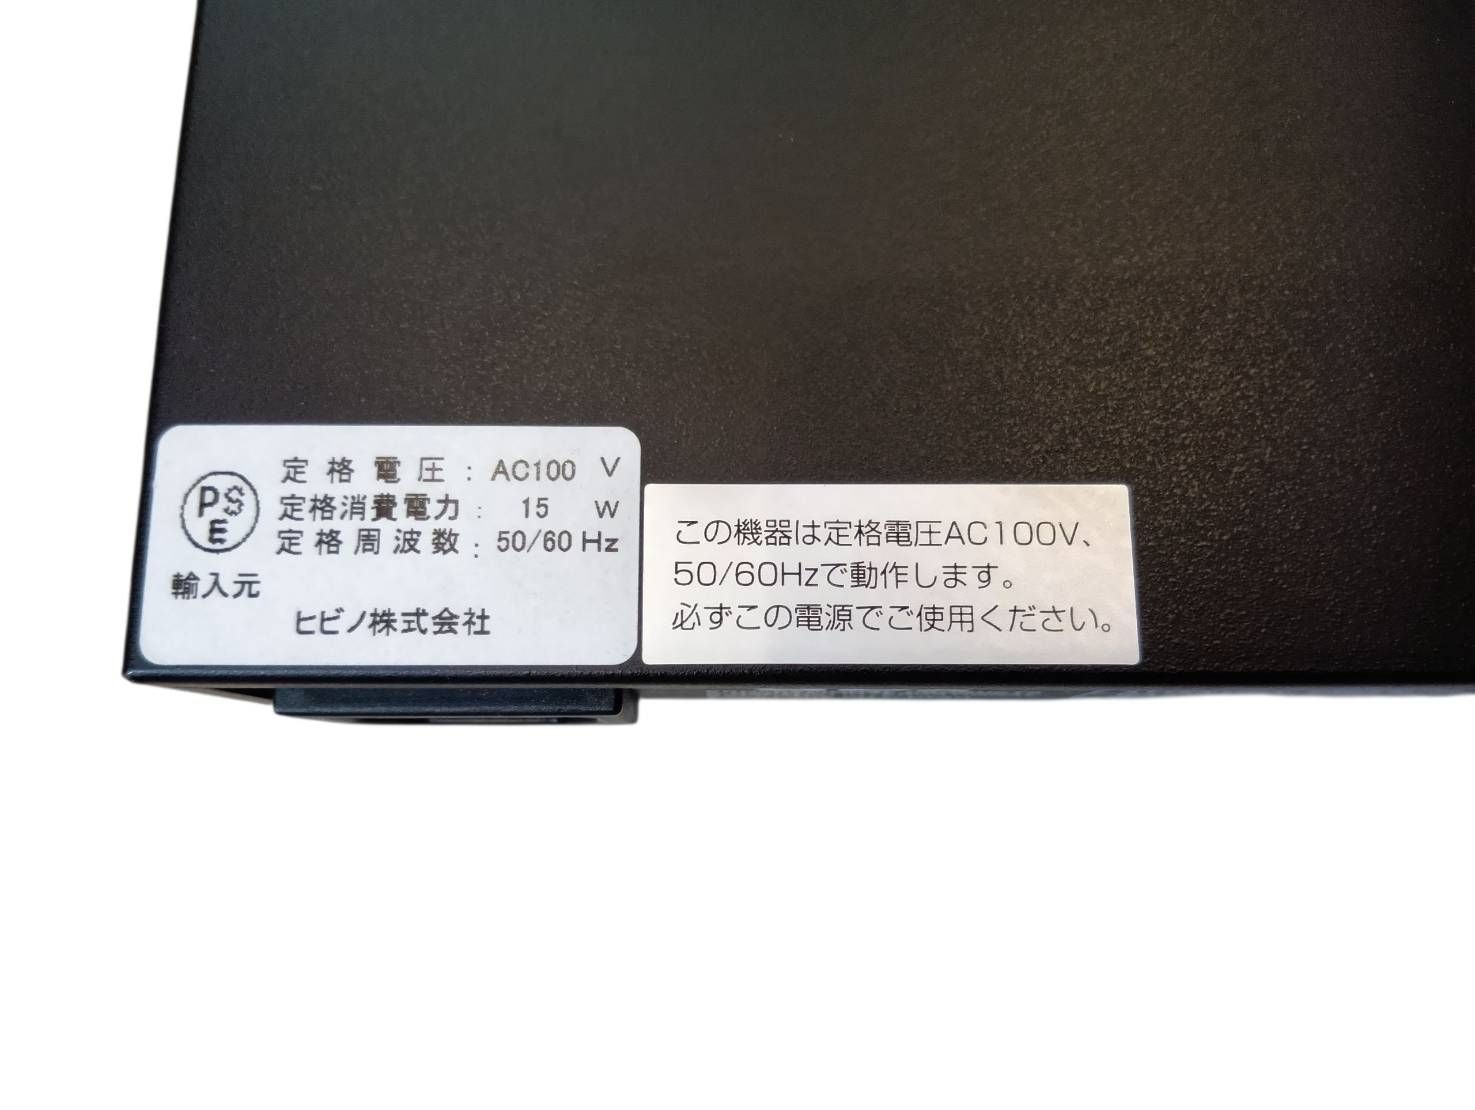 PSE
定格電圧: AC100 V
定格消費電力: 15 W
定格周波数: 50/60 Hz
輸入元
ヒビノ株式会社
この機器は定格電圧AC100V、
50/60Hzで動作します。
必ずこの電源でご使用ください。